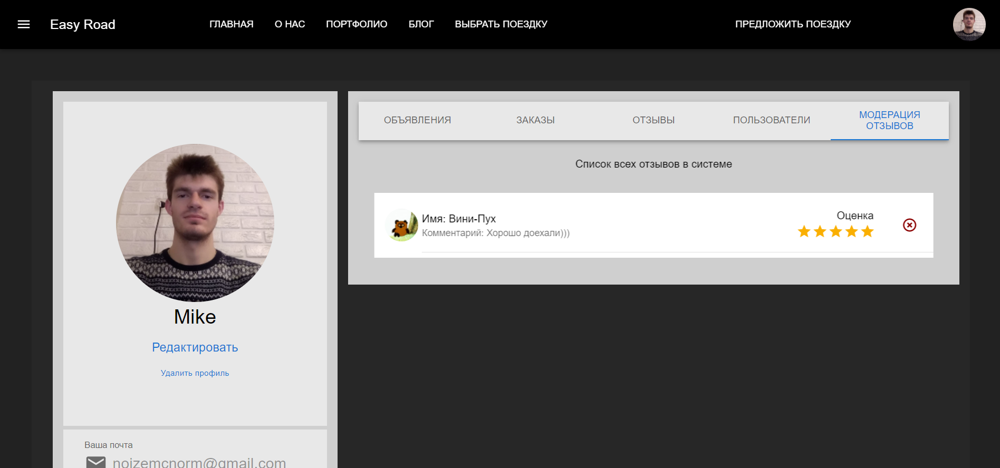 Easy Road
ГЛАВНАЯ
О НАС
ПОРТФОЛИО
БЛОГ
ВЫБРАТЬ ПОЕЗДКУ
ПРЕДЛОЖИТЬ ПОЕЗДКУ
Mike
Редактировать
Удалить профиль
Ваша почта
noizemcnorm@gmail.com
ОБЪЯВЛЕНИЯ
ЗАКАЗЫ
ОТЗЫВЫ
ПОЛЬЗОВАТЕЛИ
МОДЕРАЦИЯ
ОТЗЫВОВ
Список всех отзывов в системе
Имя: Вини-Пух
Комментарий: Хорошо доехали)))
Оценка